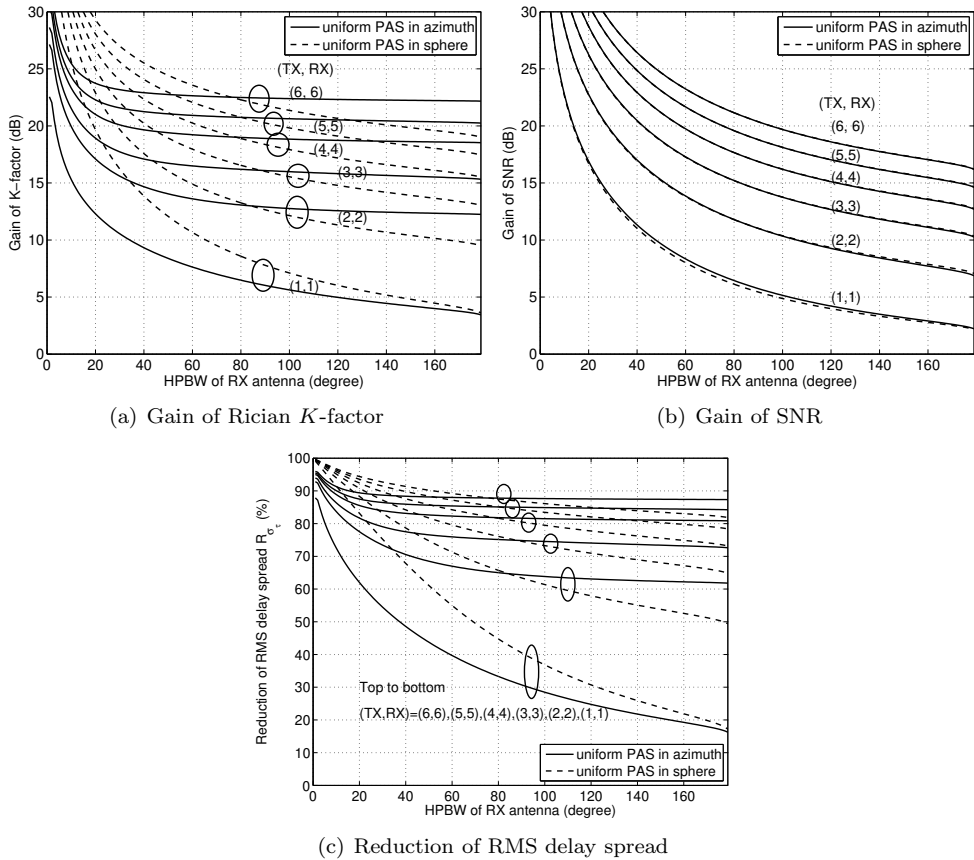 30
25
20
15
10
5
0
Gain of K-factor (dB)
uniform PAS in azimuth
uniform PAS in sphere
(TX, RX)
(6, 6)
(5,5)
(4,4)
(3,3)
(2,2)
(1,1)
0 20 40 60 80 100 120 140 160
HPBW of RX antenna (degree)
(a) Gain of Rician K-factor
30
25
20
15
10
5
0
Gain of SNR (dB)
uniform PAS in azimuth
uniform PAS in sphere
(TX, RX)
(6, 6)
(5,5)
(4,4)
(3,3)
(2,2)
(1,1)
0 20 40 60 80 100 120 140 160
HPBW of RX antenna (degree)
(b) Gain of SNR
100
90
80
70
60
50
40
30
20
10
0
Reduction of RMS delay spread Rστ (%)
Top to bottom
(TX,RX)=(6,6),(5,5),(4,4),(3,3),(2,2),(1,1)
uniform PAS in azimuth
uniform PAS in sphere
0 20 40 60 80 100 120 140 160
HPBW of RX antenna (degree)
(c) Reduction of RMS delay spread